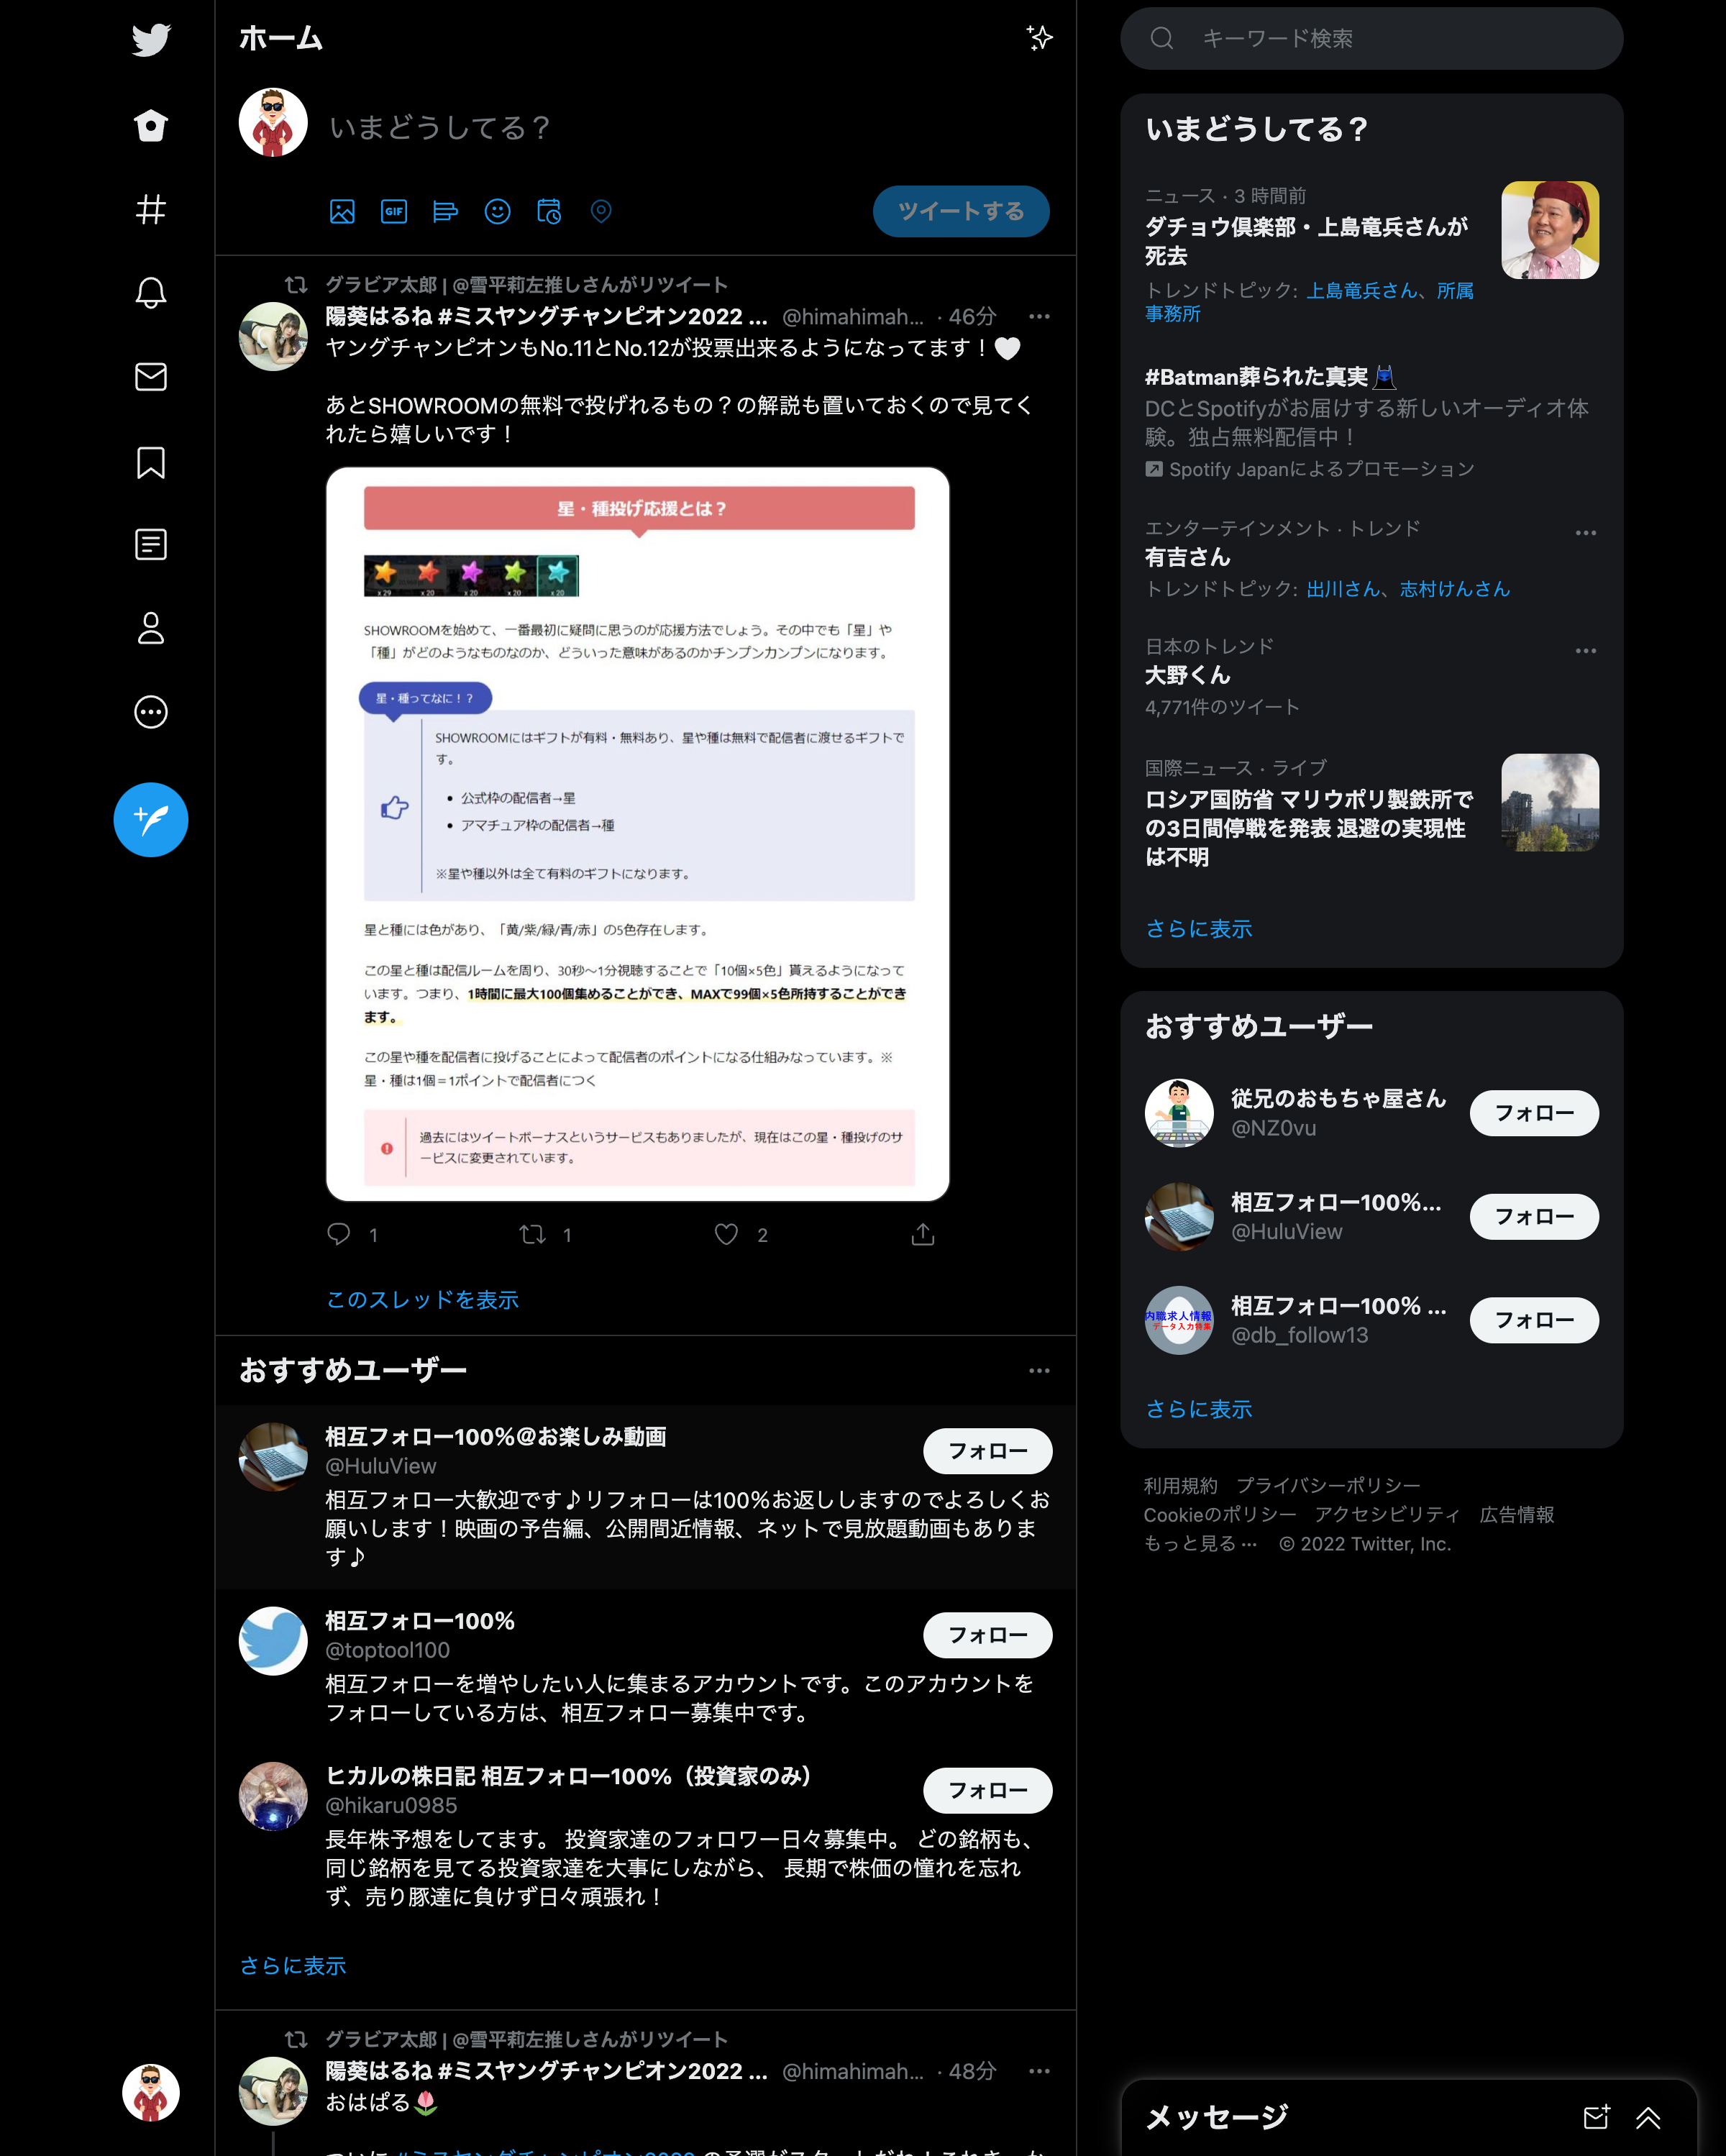 ホーム
いまどうしてる？
GIF
ツイートする
グラビア太郎 | @雪平莉左推しさんがリツイート
陽葵はるね #ミスヤングチャンピオン2022 ... @himahimah... · 46分
ヤングチャンピオンもNo.11とNo.12が投票出来るようになってます！🤍
あとSHOWROOMの無料で投げれるもの？の解説も置いておくので見てく
れたら嬉しいです！
星・種投げ応援とは？
x 29 x 20 x 20 x 20 x 20
SHOWROOMを始めて、一番最初に疑問に思うのが応援方法でしょう。その中でも「星」や
「種」がどのようなものなのか、どういった意味があるのかチンプンカンプンになります。
星・種ってなに！？
SHOWROOMにはギフトが有料・無料あり、星や種は無料で配信者に渡せるギフトで
す。
• 公式枠の配信者→星
• アマチュア枠の配信者→種
※星や種以外は全て有料のギフトになります。
星と種には色があり、「黄/紫/緑/青/赤」の5色存在します。
この星と種は配信ルームを周り、30秒〜1分視聴することで「10個×5色」貰えるようになって
います。つまり、1時間に最大100個集めることができ、MAXで99個×5色所持することができ
ます。
この星や種を配信者に投げることによって配信者のポイントになる仕組みなっています。※
星・種は1個＝1ポイントで配信者につく
過去にはツイートボーナスというサービスもありましたが、現在はこの星・種投げのサ
ービスに変更されています。
1 1 2
このスレッドを表示
おすすめユーザー
相互フォロー100%@お楽しみ動画
@HuluView
フォロー
相互フォロー大歓迎です♪リフォローは100%お返ししますのでよろしくお
願いします！映画の予告編、公開間近情報、ネットで見放題動画もありま
す♪
相互フォロー100%
@toptool100
フォロー
相互フォローを増やしたい人に集まるアカウントです。このアカウントを
フォローしている方は、相互フォロー募集中です。
ヒカルの株日記 相互フォロー100%（投資家のみ）
@hikaru0985
フォロー
長年株予想をしてます。 投資家達のフォロワー日々募集中。 どの銘柄も、
同じ銘柄を見てる投資家達を大事にしながら、 長期で株価の憧れを忘れ
ず、売り豚達に負けず日々頑張れ！
さらに表示
グラビア太郎 | @雪平莉左推しさんがリツイート
陽葵はるね #ミスヤングチャンピオン2022 ... @himahimah... · 48分
おはぱる🌷
キーワード検索
いまどうしてる？
ニュース · 3 時間前
ダチョウ倶楽部・上島竜兵さんが
死去
トレンドトピック: 上島竜兵さん、所属
事務所
#Batman葬られた真実
DCとSpotifyがお届けする新しいオーディオ体
験。独占無料配信中！
Spotify Japanによるプロモーション
エンターテインメント · トレンド
有吉さん
トレンドトピック: 出川さん、志村けんさん
日本のトレンド
大野くん
4,771件のツイート
国際ニュース · ライブ
ロシア国防省 マリウポリ製鉄所で
の3日間停戦を発表 退避の実現性
は不明
さらに表示
おすすめユーザー
従兄のおもちゃ屋さん
@NZ0vu
フォロー
相互フォロー100%...
@HuluView
フォロー
内職求人情報
データ入力特集
相互フォロー100% ...
@db_follow13
フォロー
さらに表示
利用規約 プライバシーポリシー
Cookieのポリシー アクセシビリティ 広告情報
もっと見る ··· © 2022 Twitter, Inc.
メッセージ